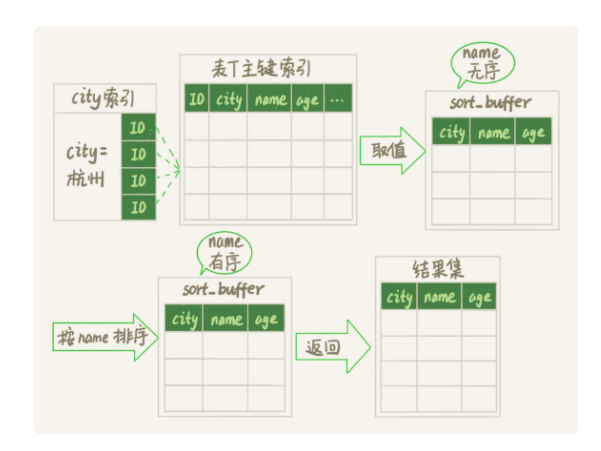 city索引
city=
杭州
ID
ID
ID
ID
表T主键索引
ID city name age ...
取值
name
无序
sort_buffer
city name age
按name排序
name
有序
sort_buffer
city name age
返回
结果集
city name age